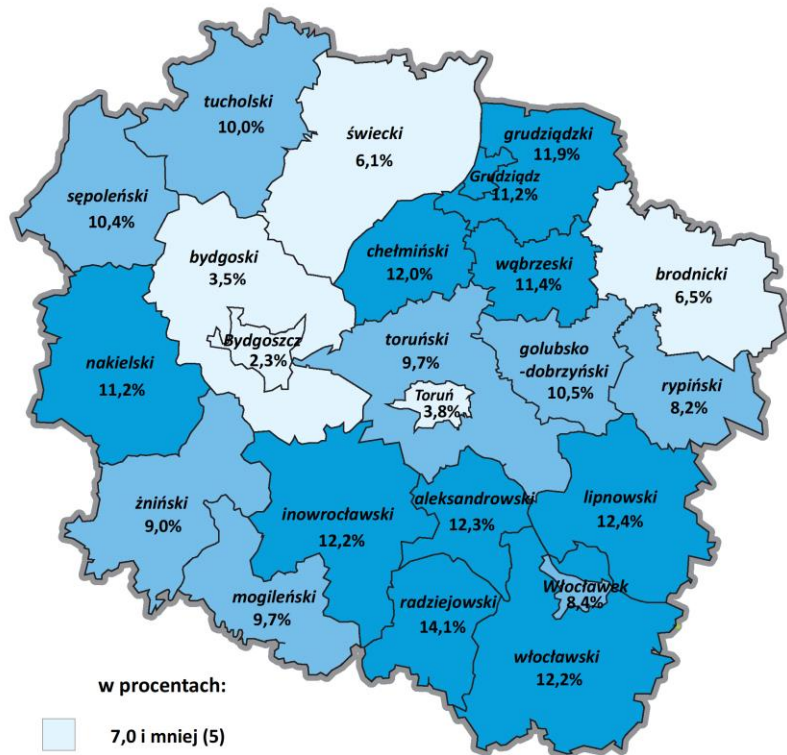 tucholski
10,0%
świecki
6,1%
grudziądzki
11,9%
Grudziądz
11,2%
sępoleński
10,4%
bydgoski
3,5%
chełmiński
12,0%
wąbrzeski
11,4%
brodnicki
6,5%
Bydgoszcz
2,3%
nakielski
11,2%
toruński
9,7%
golubsko
-dobrzyński
10,5%
rypiński
8,2%
Toruń
3,8%
żniński
9,0%
inowrocławski
12,2%
aleksandrowski
12,3%
lipnowski
12,4%
mogileński
9,7%
radziejowski
14,1%
Włocławek
8,4%
włocławski
12,2%
w procentach:
7,0 i mniej (5)